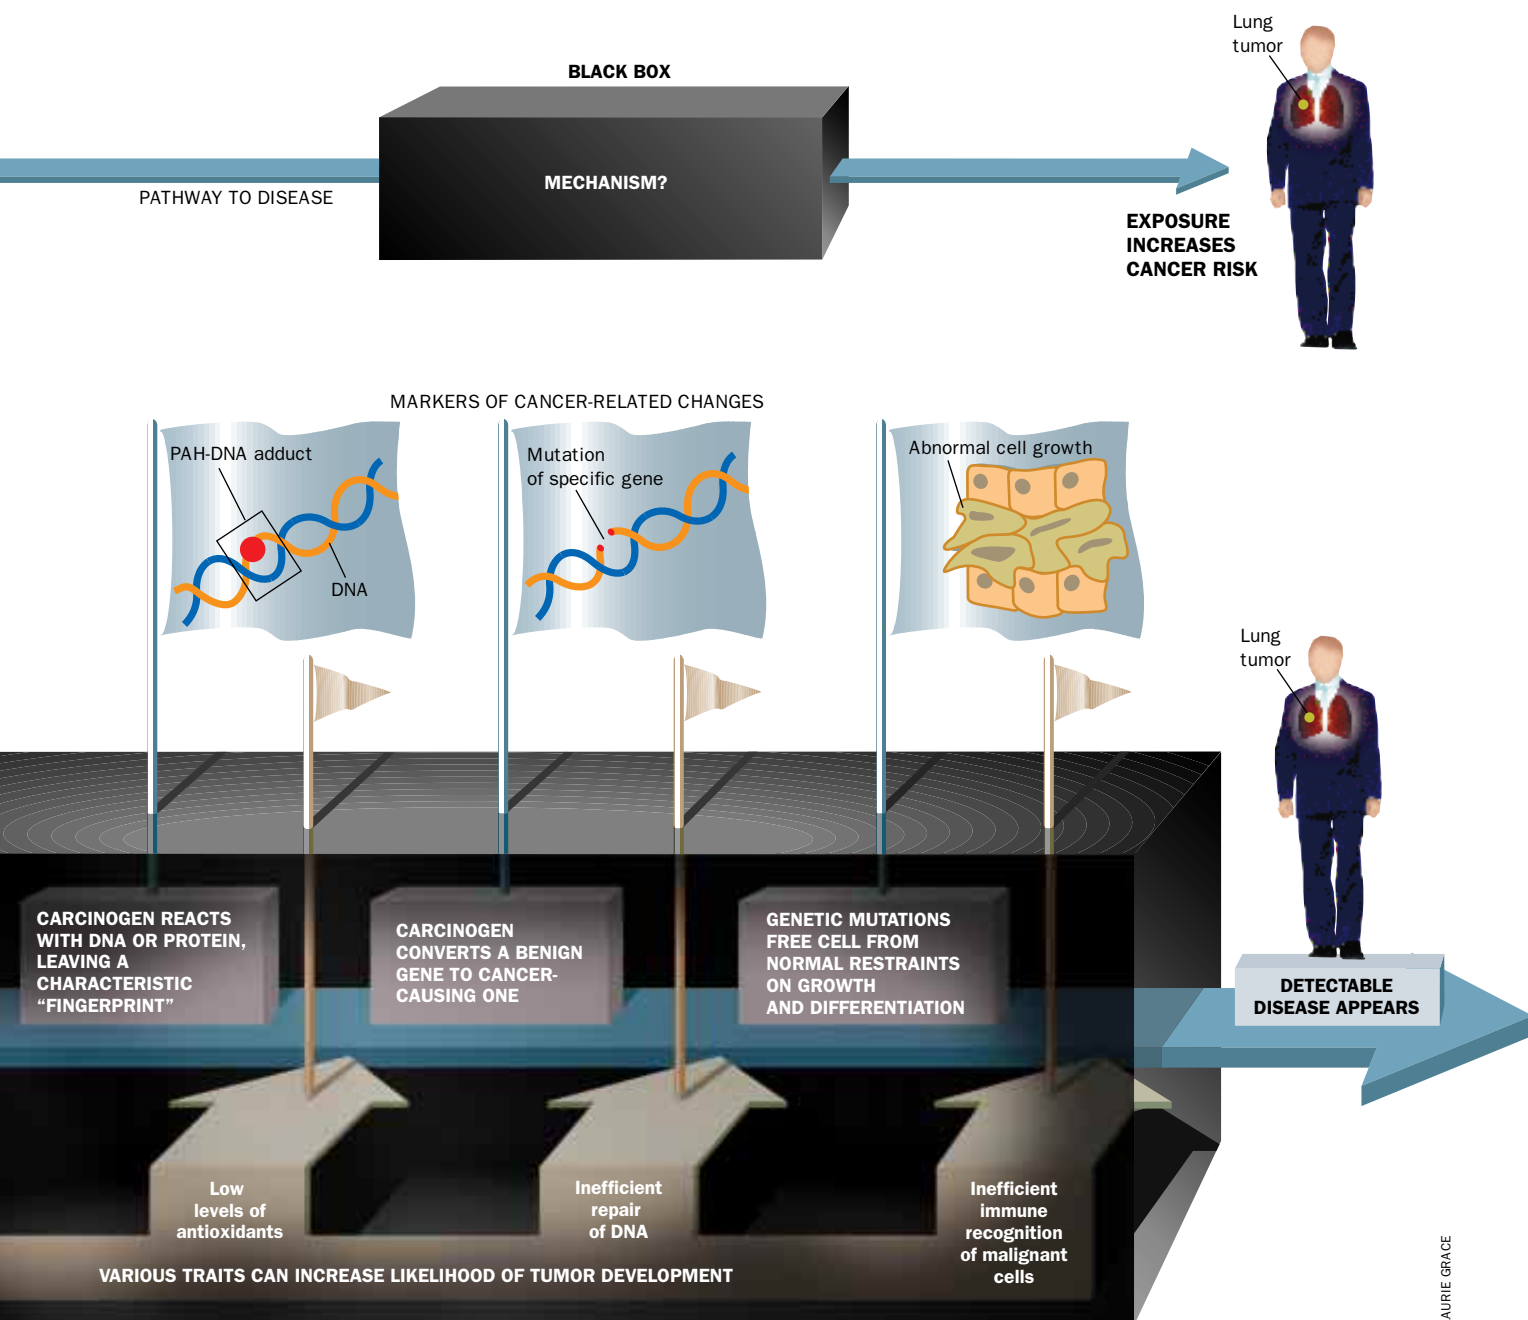 Lung
tumor
BLACK BOX
MECHANISM?
PATHWAY TO DISEASE
EXPOSURE
INCREASES
CANCER RISK
MARKERS OF CANCER-RELATED CHANGES
PAH-DNA adduct
DNA
Mutation
of specific gene
Abnormal cell growth
Lung
tumor
CARCINOGEN REACTS
WITH DNA OR PROTEIN,
LEAVING A
CHARACTERISTIC
“FINGERPRINT”
CARCINOGEN
CONVERTS A BENIGN
GENE TO CANCER-
CAUSING ONE
GENETIC MUTATIONS
FREE CELL FROM
NORMAL RESTRAINTS
ON GROWTH
AND DIFFERENTIATION
DETECTABLE
DISEASE APPEARS
Low
levels of
antioxidants
Inefficient
repair
of DNA
Inefficient
immune
recognition
of malignant
cells
VARIOUS TRAITS CAN INCREASE LIKELIHOOD OF TUMOR DEVELOPMENT
AURIE GRACE